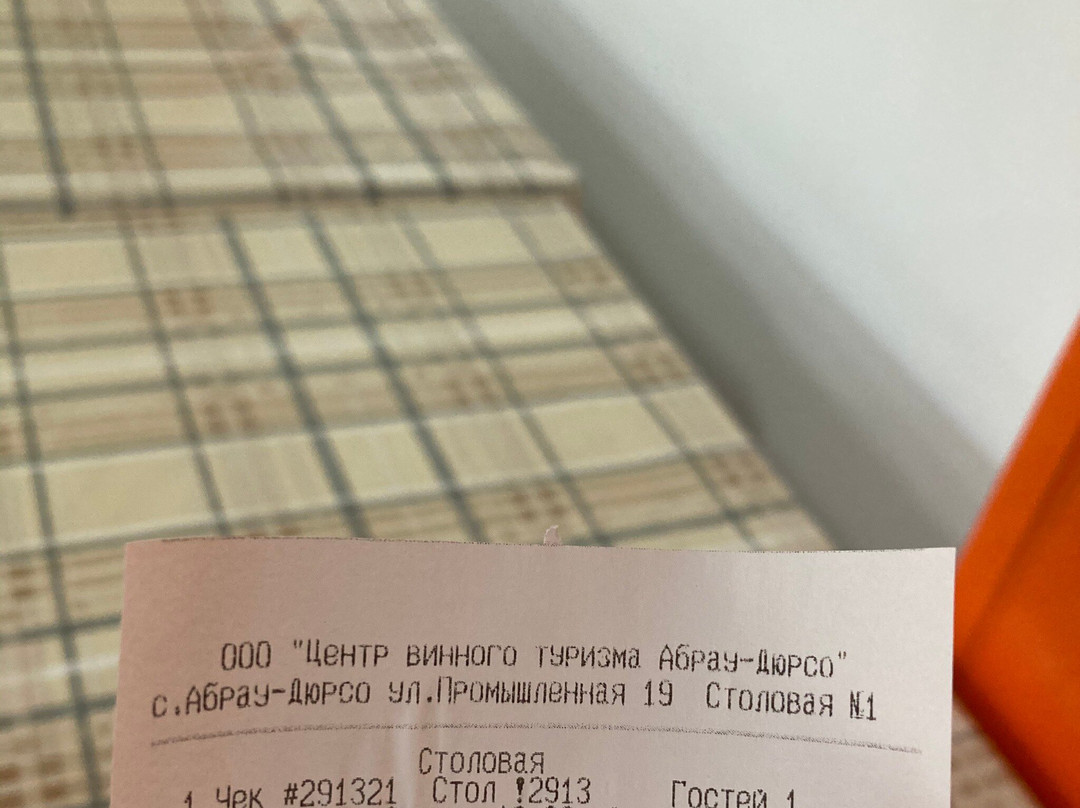 ООО "Центр винного туризма Абрау-Дюрсо"
с.Абрау-Дюрсо ул.Промышленная 19 Столовая №1
Столовая
1 Чек #291321 Стол !2913 Гостей 1